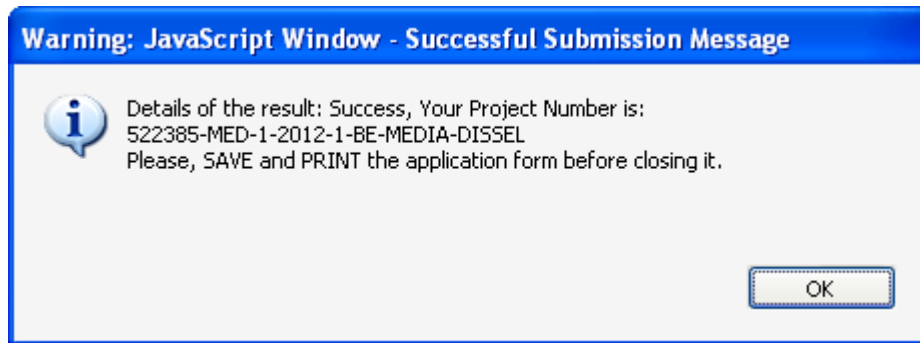 Warning: JavaScript Window - Successful Submission Message
Details of the result: Success, Your Project Number is:
522385-MED-1-2012-1-BE-MEDIA-DISSEL
Please, SAVE and PRINT the application form before closing it.
OK